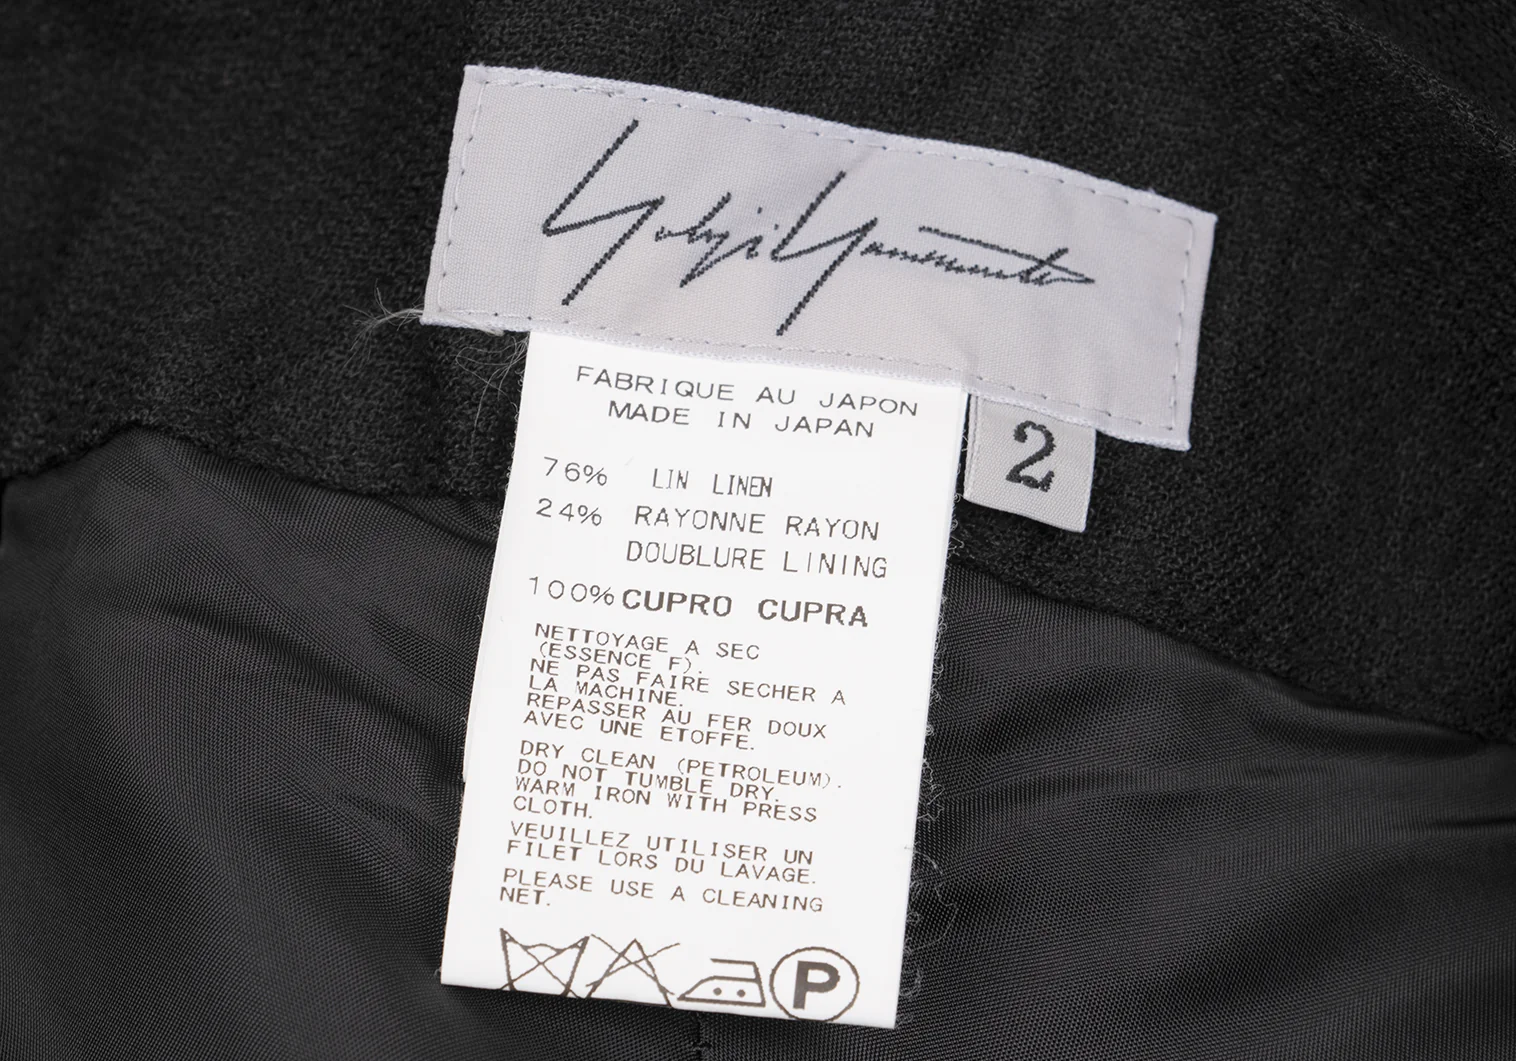 Yohji Yamamoto
FABRIQUE AU JAPON
MADE IN JAPAN
2
76% LIN LINEN
24% RAYONNE RAYON
DOUBLURE LINING
100% CUPRO CUPRA
NETTOYAGE A SEC
(ESSENCE F).
NE PAS FAIRE SECHER A
LA MACHINE.
REPASSER AU FER DOUX
AVEC UNE ETOFFE.
DRY CLEAN (PETROLEUM).
DO NOT TUMBLE DRY.
WARM IRON WITH PRESS
CLOTH.
VEUILLEZ UTILISER UN
FILET LORS DU LAVAGE.
PLEASE USE A CLEANING
NET.
P